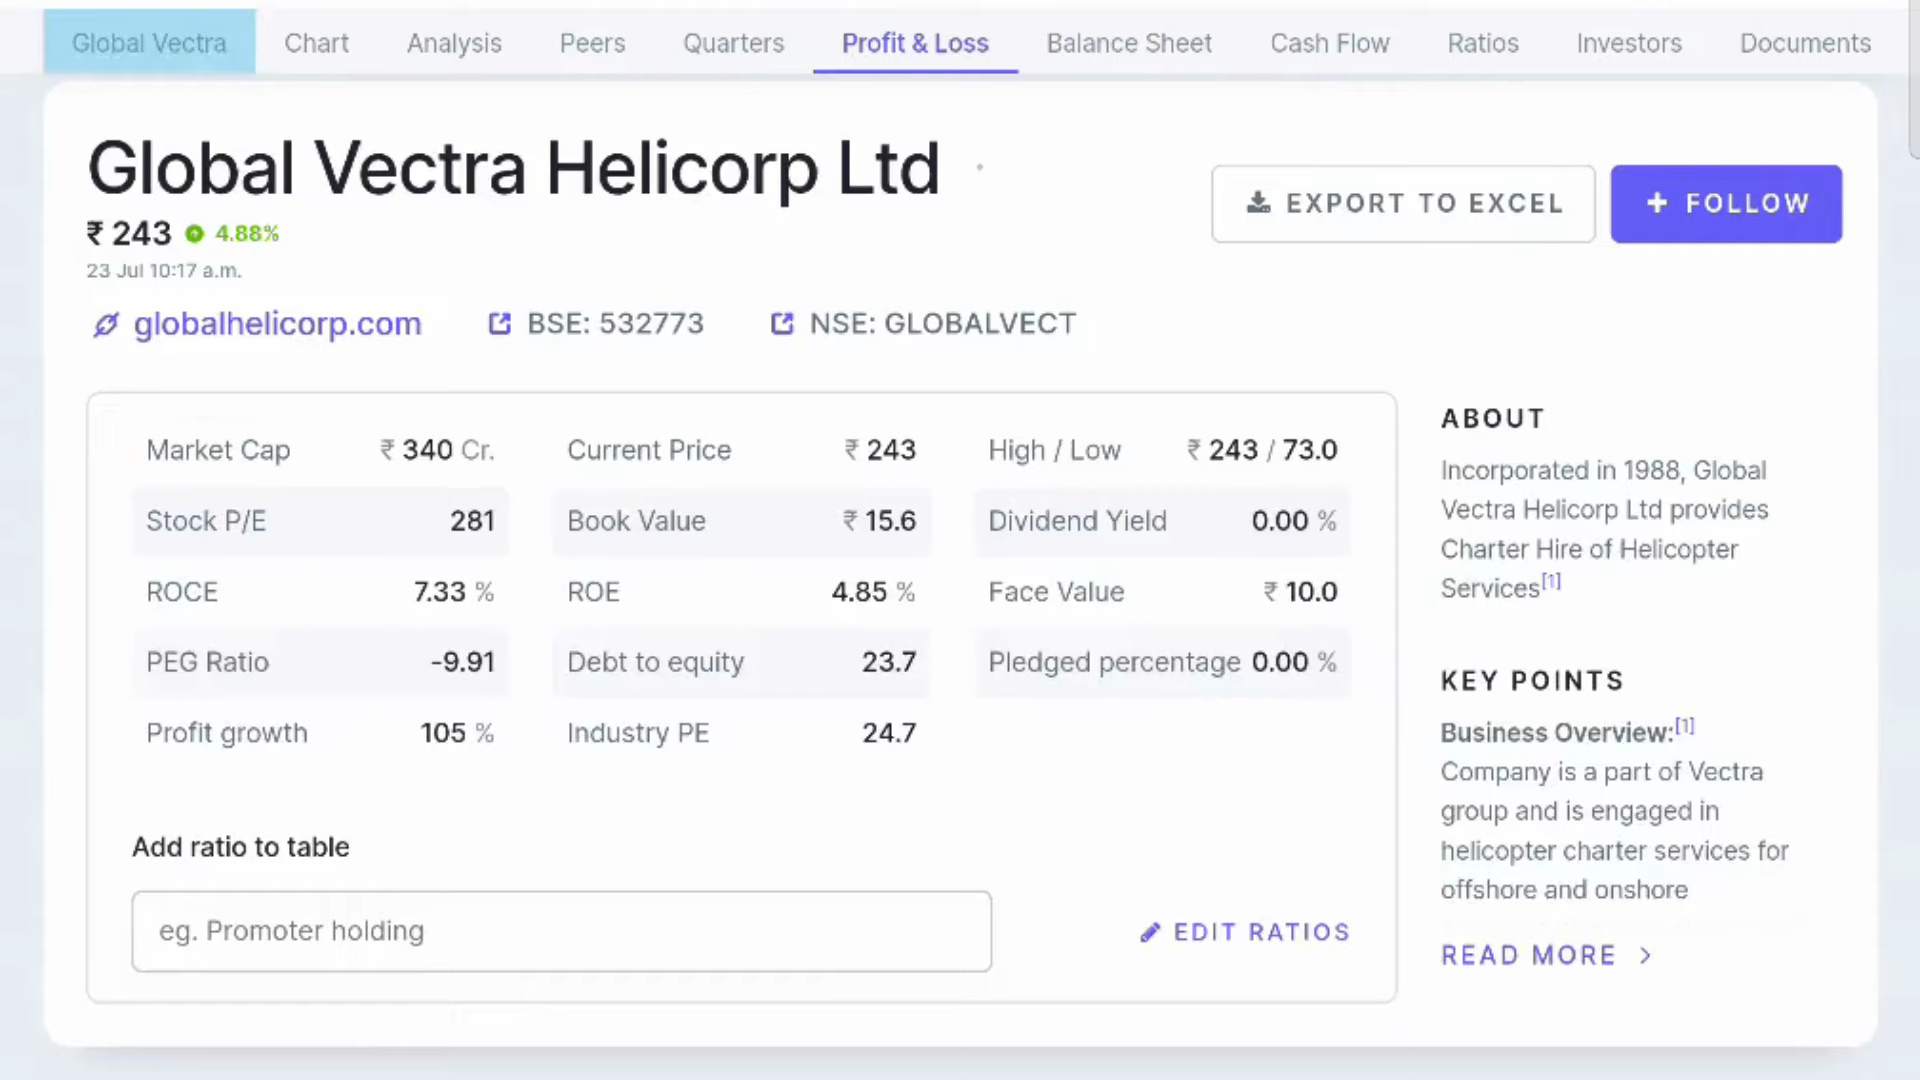 Global Vectra Chart Analysis Peers Quarters Profit & Loss Balance Sheet Cash Flow Ratios Investors Documents
Global Vectra Helicorp Ltd
EXPORT TO EXCEL
FOLLOW
₹ 243 4.88%
23 Jul 10:17 a.m.
globalhelicorp.com BSE: 532773 NSE: GLOBALVECT
Market Cap ₹ 340 Cr. Current Price ₹ 243 High / Low ₹ 243 / 73.0
Stock P/E 281 Book Value ₹ 15.6 Dividend Yield 0.00 %
ROCE 7.33 % ROE 4.85 % Face Value ₹ 10.0
PEG Ratio -9.91 Debt to equity 23.7 Pledged percentage 0.00 %
Profit growth 105 % Industry PE 24.7
Add ratio to table
eg. Promoter holding
EDIT RATIOS
ABOUT
Incorporated in 1988, Global
Vectra Helicorp Ltd provides
Charter Hire of Helicopter
Services[1]
KEY POINTS
Business Overview:[1]
Company is a part of Vectra
group and is engaged in
helicopter charter services for
offshore and onshore
READ MORE